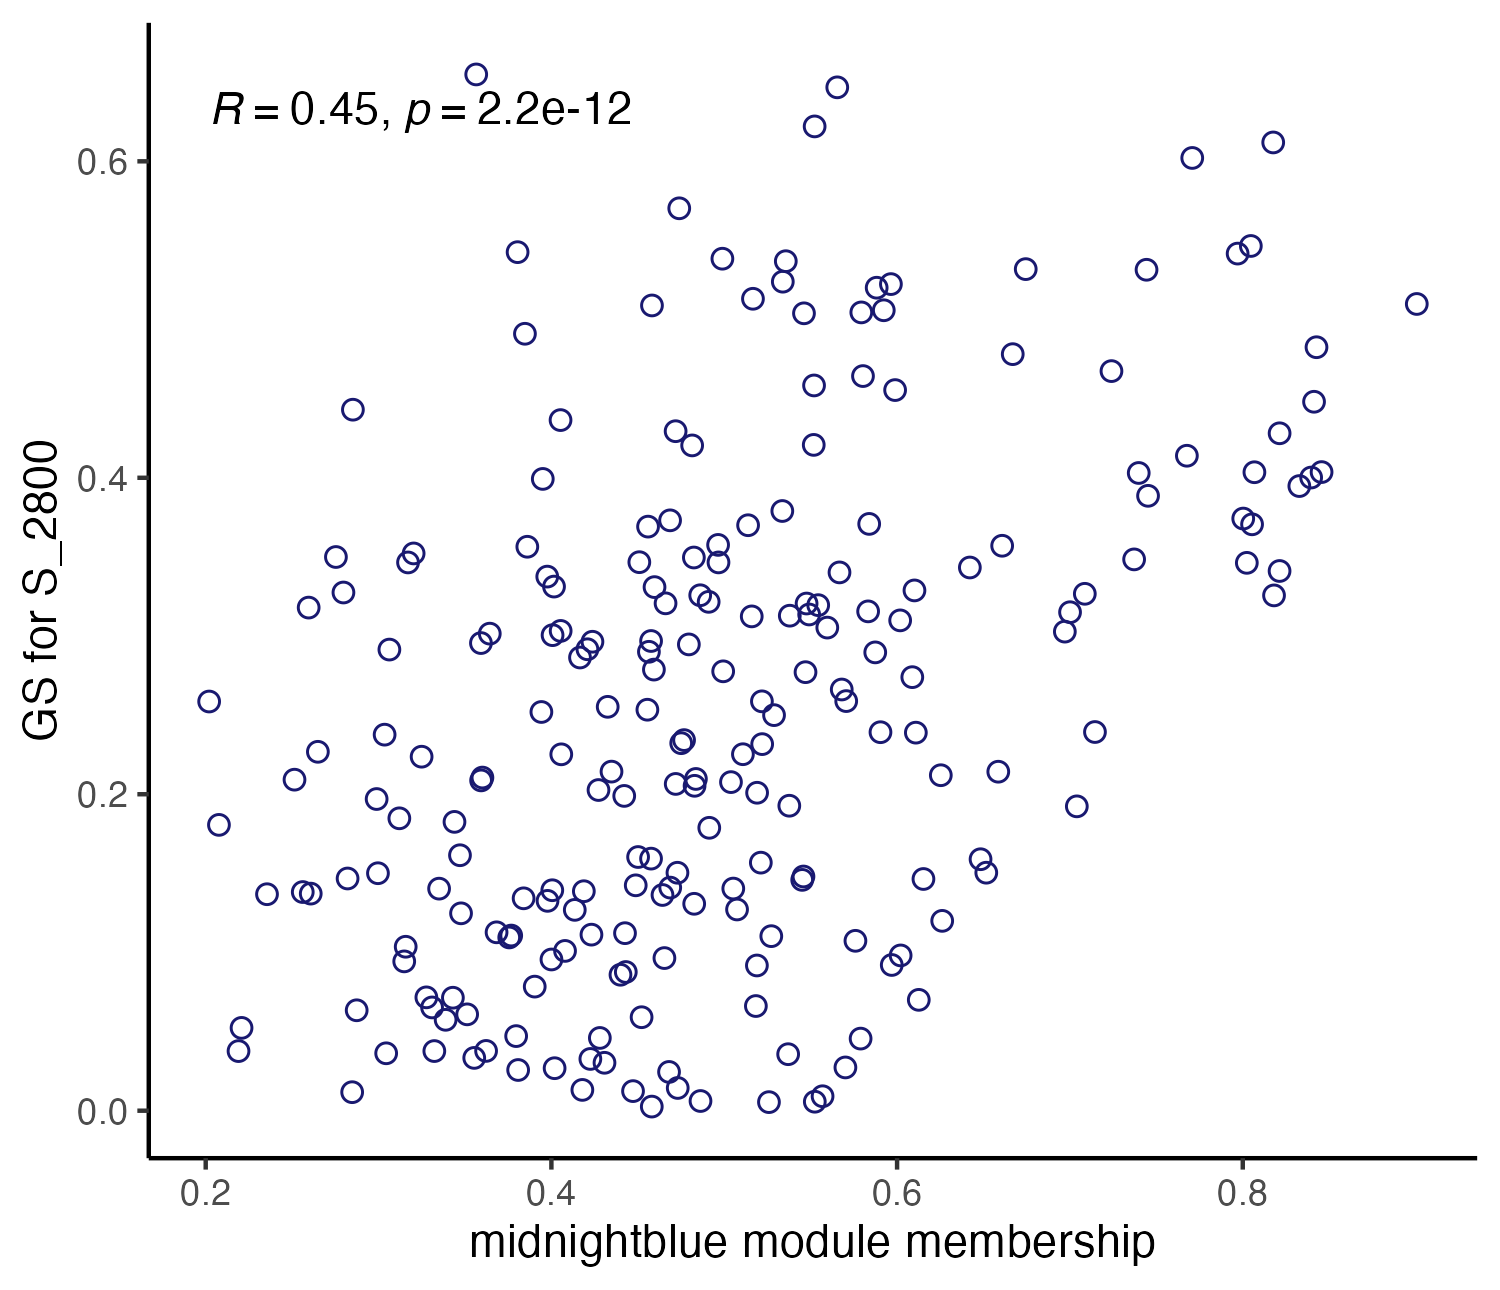 R = 0.45, p = 2.2e-12
0.6
0.4
0.2
0.0
GS for S_2800
0.2 0.4 0.6 0.8
midnightblue module membership